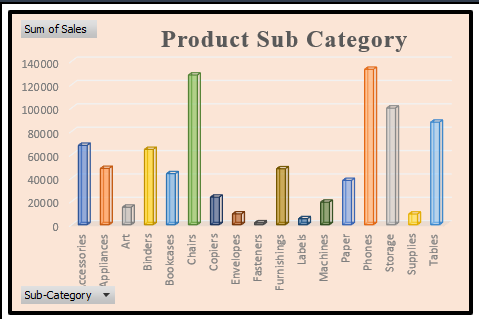 Sum of Sales
Product Sub Category
140000
120000
100000
80000
60000
40000
20000
0
ccessories
Appliances
Art
Binders
Bookcases
Chairs
Copiers
Envelopes
Fasteners
Furnishings
Labels
Machines
Paper
Phones
Storage
Supplies
Tables
Sub-Category